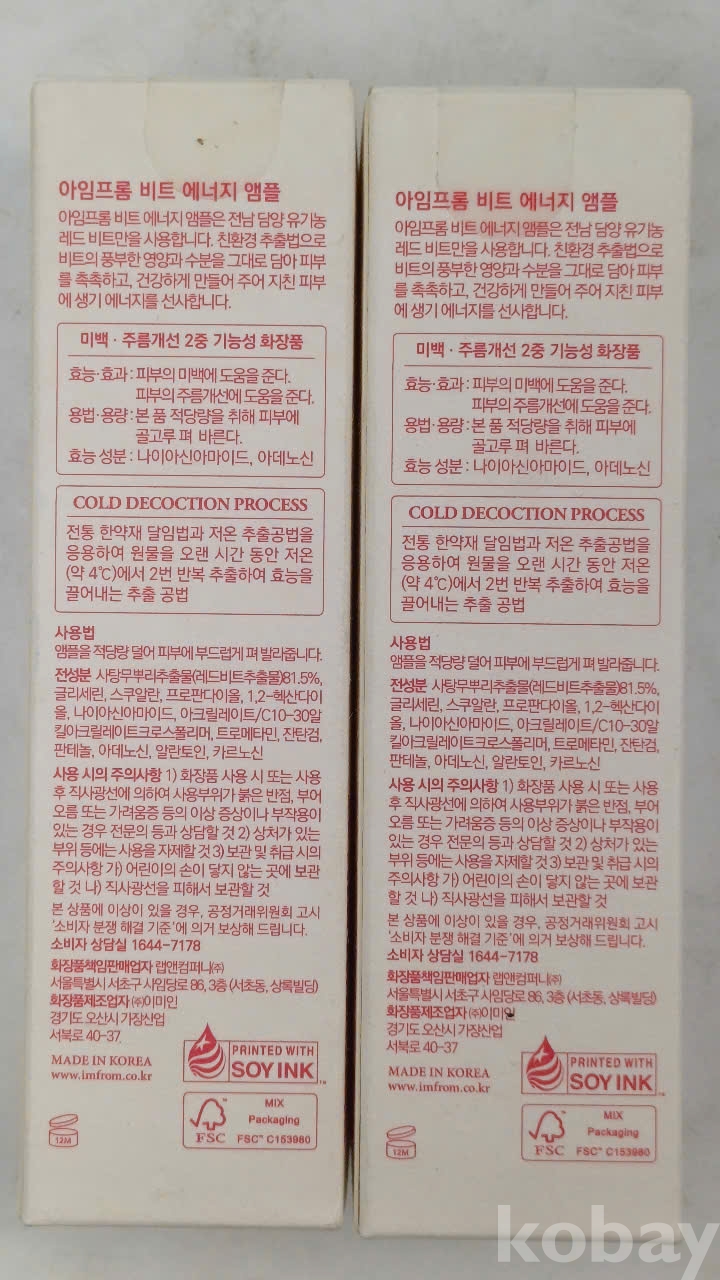 아임프롬 비트 에너지 앰플
아임프롬 비트 에너지 앰플은 전남 담양 유기농
레드 비트만을 사용합니다. 친환경 추출법으로
비트의 풍부한 영양과 수분을 그대로 담아 피부
를 촉촉하고, 건강하게 만들어 주어 지친 피부
에 생기 에너지를 선사합니다.
미백 · 주름개선 2중 기능성 화장품
효능·효과 : 피부의 미백에 도움을 준다.
피부의 주름개선에 도움을 준다.
용법·용량 : 본 품 적당량을 취해 피부에
골고루 펴 바른다.
효능 성분 : 나이아신아마이드, 아데노신
COLD DECOCTION PROCESS
전통 한약재 달임법과 저온 추출공법을
응용하여 원물을 오랜 시간 동안 저온
(약 4℃)에서 2번 반복 추출하여 효능을
끌어내는 추출 공법
사용법
앰플을 적당량 덜어 피부에 부드럽게 펴 발라줍니다.
전성분 사탕무뿌리추출물(레드비트추출물)81.5%,
글리세린, 스쿠알란, 프로판다이올, 1,2-헥산다이
올, 나이아신아마이드, 아크릴레이트/C10-30알
킬아크릴레이트크로스폴리머, 트로메타민, 잔탄검,
판테놀, 아데노신, 알란토인, 카르노신
사용 시의 주의사항 1) 화장품 사용 시 또는 사용
후 직사광선에 의하여 사용부위가 붉은 반점, 부어
오름 또는 가려움증 등의 이상 증상이나 부작용이
있는 경우 전문의 등과 상담할 것 2) 상처가 있는
부위 등에는 사용을 자제할 것 3) 보관 및 취급 시의
주의사항 가) 어린이의 손이 닿지 않는 곳에 보관
할 것 나) 직사광선을 피해서 보관할 것
본 상품에 이상이 있을 경우, 공정거래위원회 고시
'소비자 분쟁 해결 기준'에 의거 보상해 드립니다.
소비자 상담실 1644-7178
화장품책임판매업자 랩앤컴퍼니㈜
서울특별시 서초구 사임당로 86, 3층 (서초동, 상록빌딩)
화장품제조업자 ㈜이미인
경기도 오산시 가장산업
서북로 40-37
MADE IN KOREA
www.imfrom.co.kr
PRINTED WITH
SOY INK™
12M
FSC
MIX
Packaging
FSC™ C153980
아임프롬 비트 에너지 앰플
아임프롬 비트 에너지 앰플은 전남 담양 유기농
레드 비트만을 사용합니다. 친환경 추출법으로
비트의 풍부한 영양과 수분을 그대로 담아 피부
를 촉촉하고, 건강하게 만들어 주어 지친 피부
에 생기 에너지를 선사합니다.
미백 · 주름개선 2중 기능성 화장품
효능·효과 : 피부의 미백에 도움을 준다.
피부의 주름개선에 도움을 준다.
용법·용량 : 본 품 적당량을 취해 피부에
골고루 펴 바른다.
효능 성분 : 나이아신아마이드, 아데노신
COLD DECOCTION PROCESS
전통 한약재 달임법과 저온 추출공법을
응용하여 원물을 오랜 시간 동안 저온
(약 4℃)에서 2번 반복 추출하여 효능을
끌어내는 추출 공법
사용법
앰플을 적당량 덜어 피부에 부드럽게 펴 발라줍니다.
전성분 사탕무뿌리추출물(레드비트추출물)81.5%,
글리세린, 스쿠알란, 프로판다이올, 1,2-헥산다이
올, 나이아신아마이드, 아크릴레이트/C10-30알
킬아크릴레이트크로스폴리머, 트로메타민, 잔탄검,
판테놀, 아데노신, 알란토인, 카르노신
사용 시의 주의사항 1) 화장품 사용 시 또는 사용
후 직사광선에 의하여 사용부위가 붉은 반점, 부어
오름 또는 가려움증 등의 이상 증상이나 부작용이
있는 경우 전문의 등과 상담할 것 2) 상처가 있는
부위 등에는 사용을 자제할 것 3) 보관 및 취급 시의
주의사항 가) 어린이의 손이 닿지 않는 곳에 보관
할 것 나) 직사광선을 피해서 보관할 것
본 상품에 이상이 있을 경우, 공정거래위원회 고시
'소비자 분쟁 해결 기준'에 의거 보상해 드립니다.
소비자 상담실 1644-7178
화장품책임판매업자 랩앤컴퍼니㈜
서울특별시 서초구 사임당로 86, 3층 (서초동, 상록빌딩)
화장품제조업자 ㈜이미인
경기도 오산시 가장산업
서북로 40-37
MADE IN KOREA
www.imfrom.co.kr
PRINTED WITH
SOY INK™
12M
FSC
MIX
Packaging
FSC™ C153980
kobay